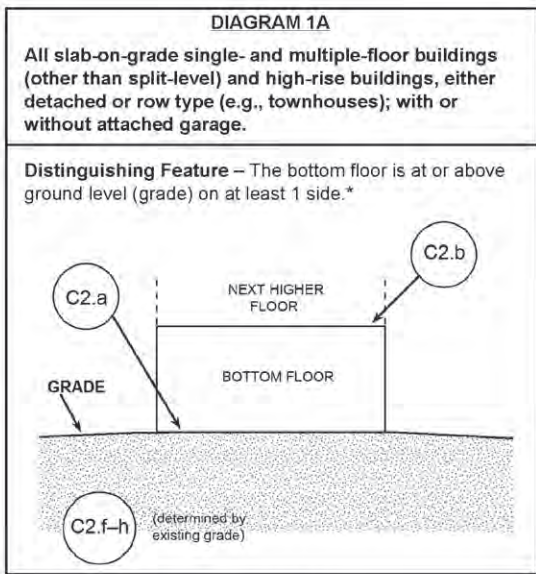 DIAGRAM 1A
All slab-on-grade single- and multiple-floor buildings
(other than split-level) and high-rise buildings, either
detached or row type (e.g., townhouses); with or
without attached garage.
Distinguishing Feature – The bottom floor is at or above
ground level (grade) on at least 1 side.*
C2.b
C2.a
NEXT HIGHER
FLOOR
BOTTOM FLOOR
GRADE
C2.f–h
(determined by
existing grade)